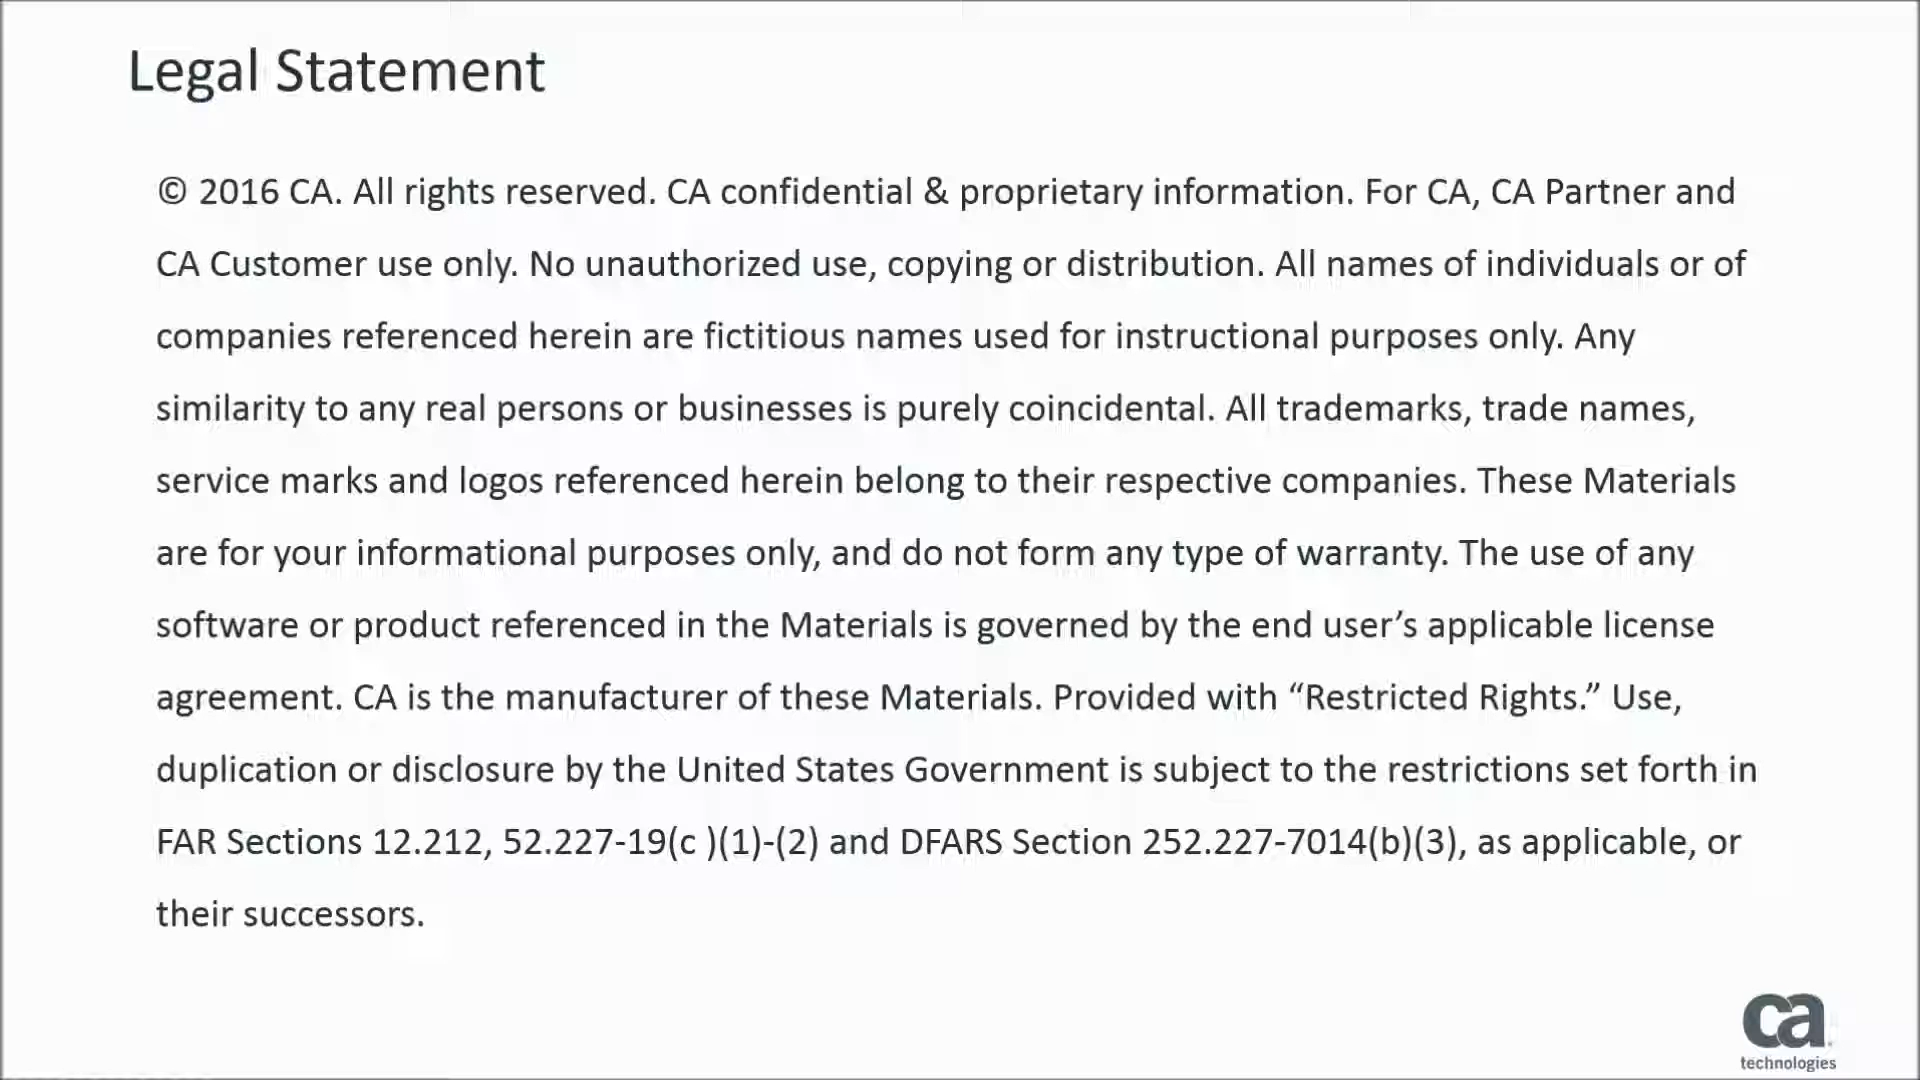 Legal Statement
© 2016 CA. All rights reserved. CA confidential & proprietary information. For CA, CA Partner and
CA Customer use only. No unauthorized use, copying or distribution. All names of individuals or of
companies referenced herein are fictitious names used for instructional purposes only. Any
similarity to any real persons or businesses is purely coincidental. All trademarks, trade names,
service marks and logos referenced herein belong to their respective companies. These Materials
are for your informational purposes only, and do not form any type of warranty. The use of any
software or product referenced in the Materials is governed by the end user’s applicable license
agreement. CA is the manufacturer of these Materials. Provided with “Restricted Rights.” Use,
duplication or disclosure by the United States Government is subject to the restrictions set forth in
FAR Sections 12.212, 52.227-19(c )(1)-(2) and DFARS Section 252.227-7014(b)(3), as applicable, or
their successors.
ca
technologies